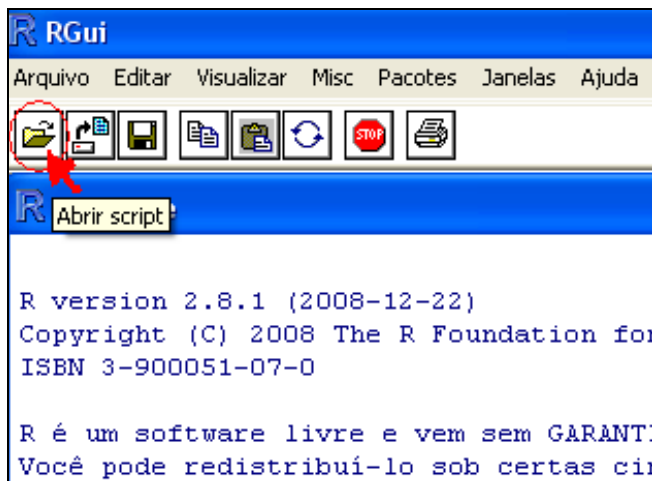 R RGui
Arquivo Editar Visualizar Misc Pacotes Janelas Ajuda
STOP
R
Abrir script
R version 2.8.1 (2008-12-22)
Copyright (C) 2008 The R Foundation for
ISBN 3-900051-07-0
R é um software livre e vem sem GARANT
Você pode redistribuí-lo sob certas cir